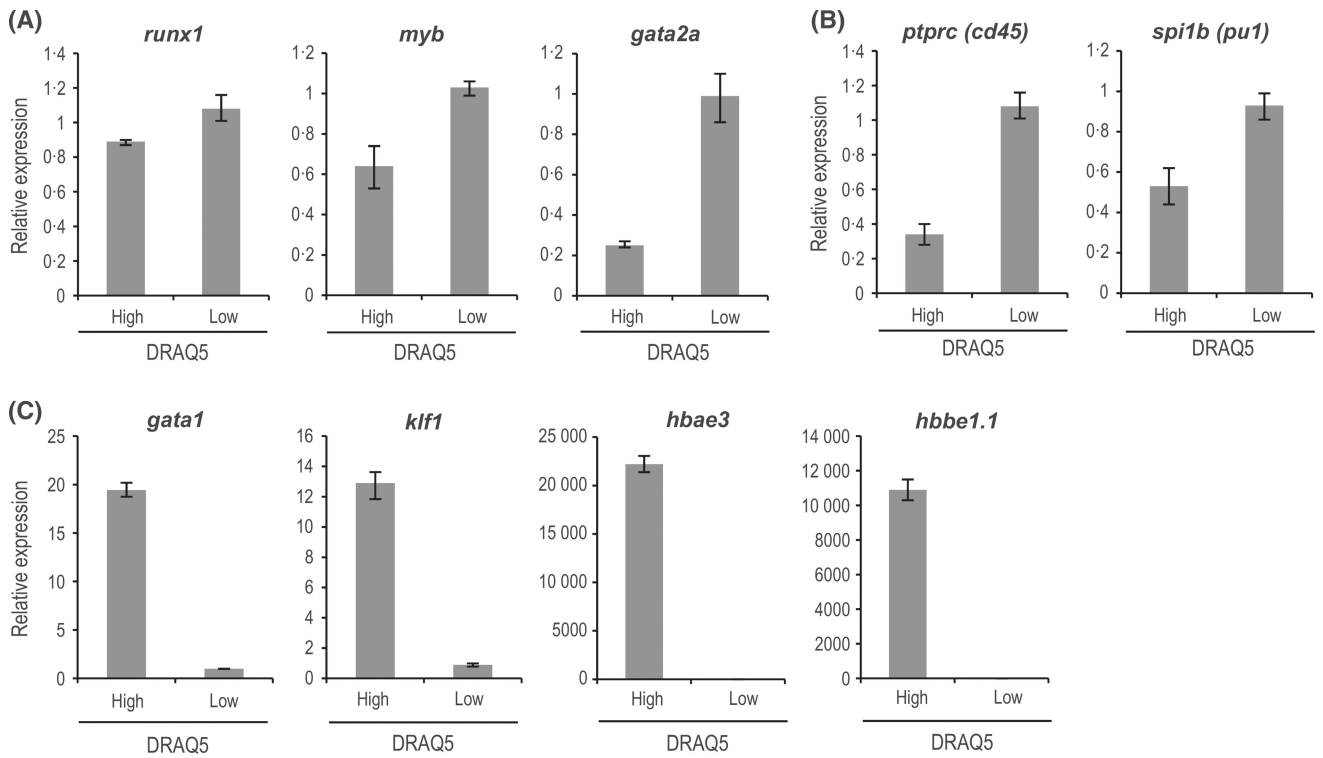 (A)
runx1
Relative expression
1·4
1·2
1
0·8
0·6
0·4
0·2
0
High Low
DRAQ5
myb
1·2
1
0·8
0·6
0·4
0·2
0
High Low
DRAQ5
gata2a
1·2
1
0·8
0·6
0·4
0·2
0
High Low
DRAQ5
(B)
ptprc (cd45)
Relative expression
1·4
1·2
1
0·8
0·6
0·4
0·2
0
High Low
DRAQ5
spi1b (pu1)
1·2
1
0·8
0·6
0·4
0·2
0
High Low
DRAQ5
(C)
gata1
Relative expression
25
20
15
10
5
0
High Low
DRAQ5
klf1
16
14
12
10
8
6
4
2
0
High Low
DRAQ5
hbae3
25 000
20 000
15 000
10 000
5000
0
High Low
DRAQ5
hbbe1.1
14 000
12 000
10 000
8000
6000
4000
2000
0
High Low
DRAQ5